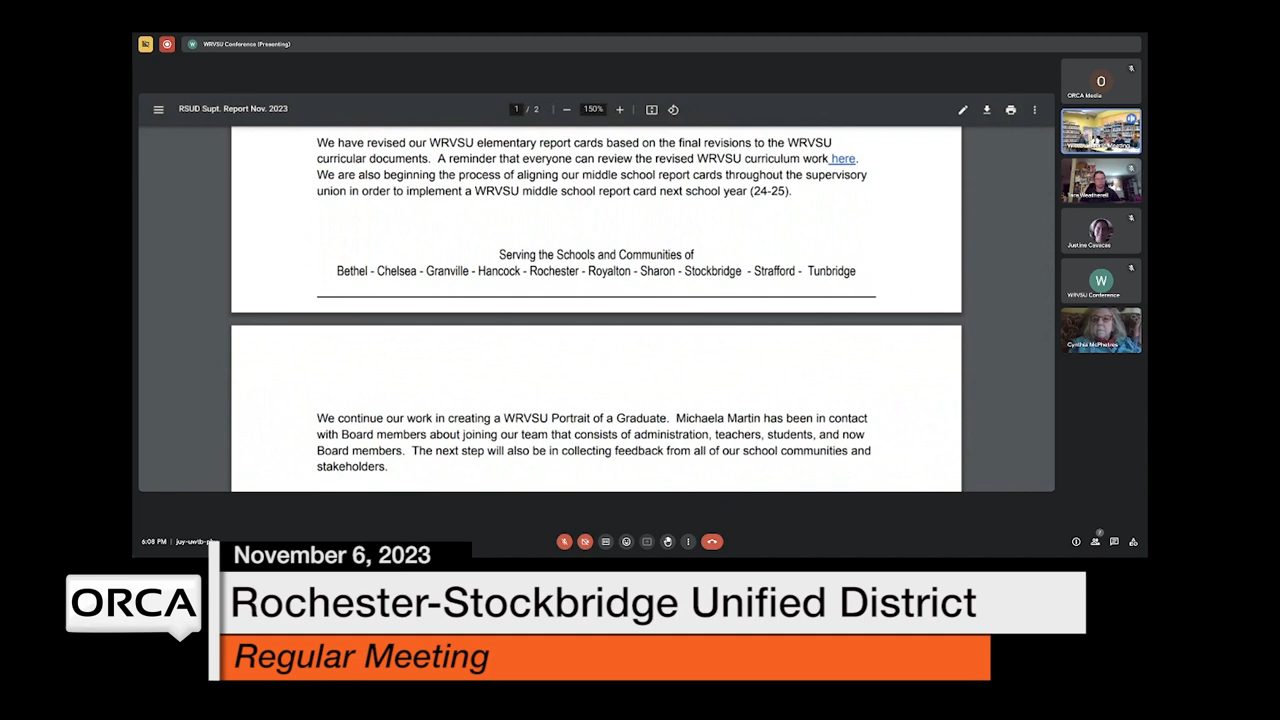 WRVSU Conference (Presenting)
RSUD Supt. Report Nov. 2023
1 / 2
150%
We have revised our WRVSU elementary report cards based on the final revisions to the WRVSU
curricular documents. A reminder that everyone can review the revised WRVSU curriculum work here.
We are also beginning the process of aligning our middle school report cards throughout the supervisory
union in order to implement a WRVSU middle school report card next school year (24-25).
Serving the Schools and Communities of
Bethel - Chelsea - Granville - Hancock - Rochester - Royalton - Sharon - Stockbridge - Strafford - Tunbridge
We continue our work in creating a WRVSU Portrait of a Graduate. Michaela Martin has been in contact
with Board members about joining our team that consists of administration, teachers, students, and now
Board members. The next step will also be in collecting feedback from all of our school communities and
stakeholders.
O
ORCA Media
Meeting
Tara Weatherell
Justine Cavacas
W
WRVSU Conference
Cynthia McPhetres
6:08 PM
7
November 6, 2023
ORCA
Rochester-Stockbridge Unified District
Regular Meeting